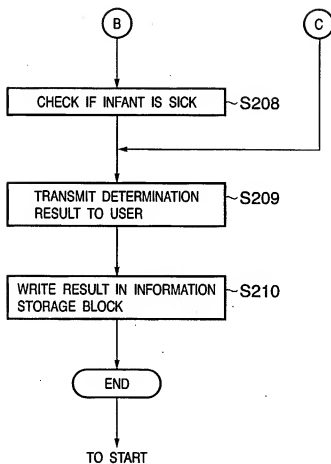 B
C
CHECK IF INFANT IS SICK
S208
TRANSMIT DETERMINATION
RESULT TO USER
S209
WRITE RESULT IN INFORMATION
STORAGE BLOCK
S210
END
TO START